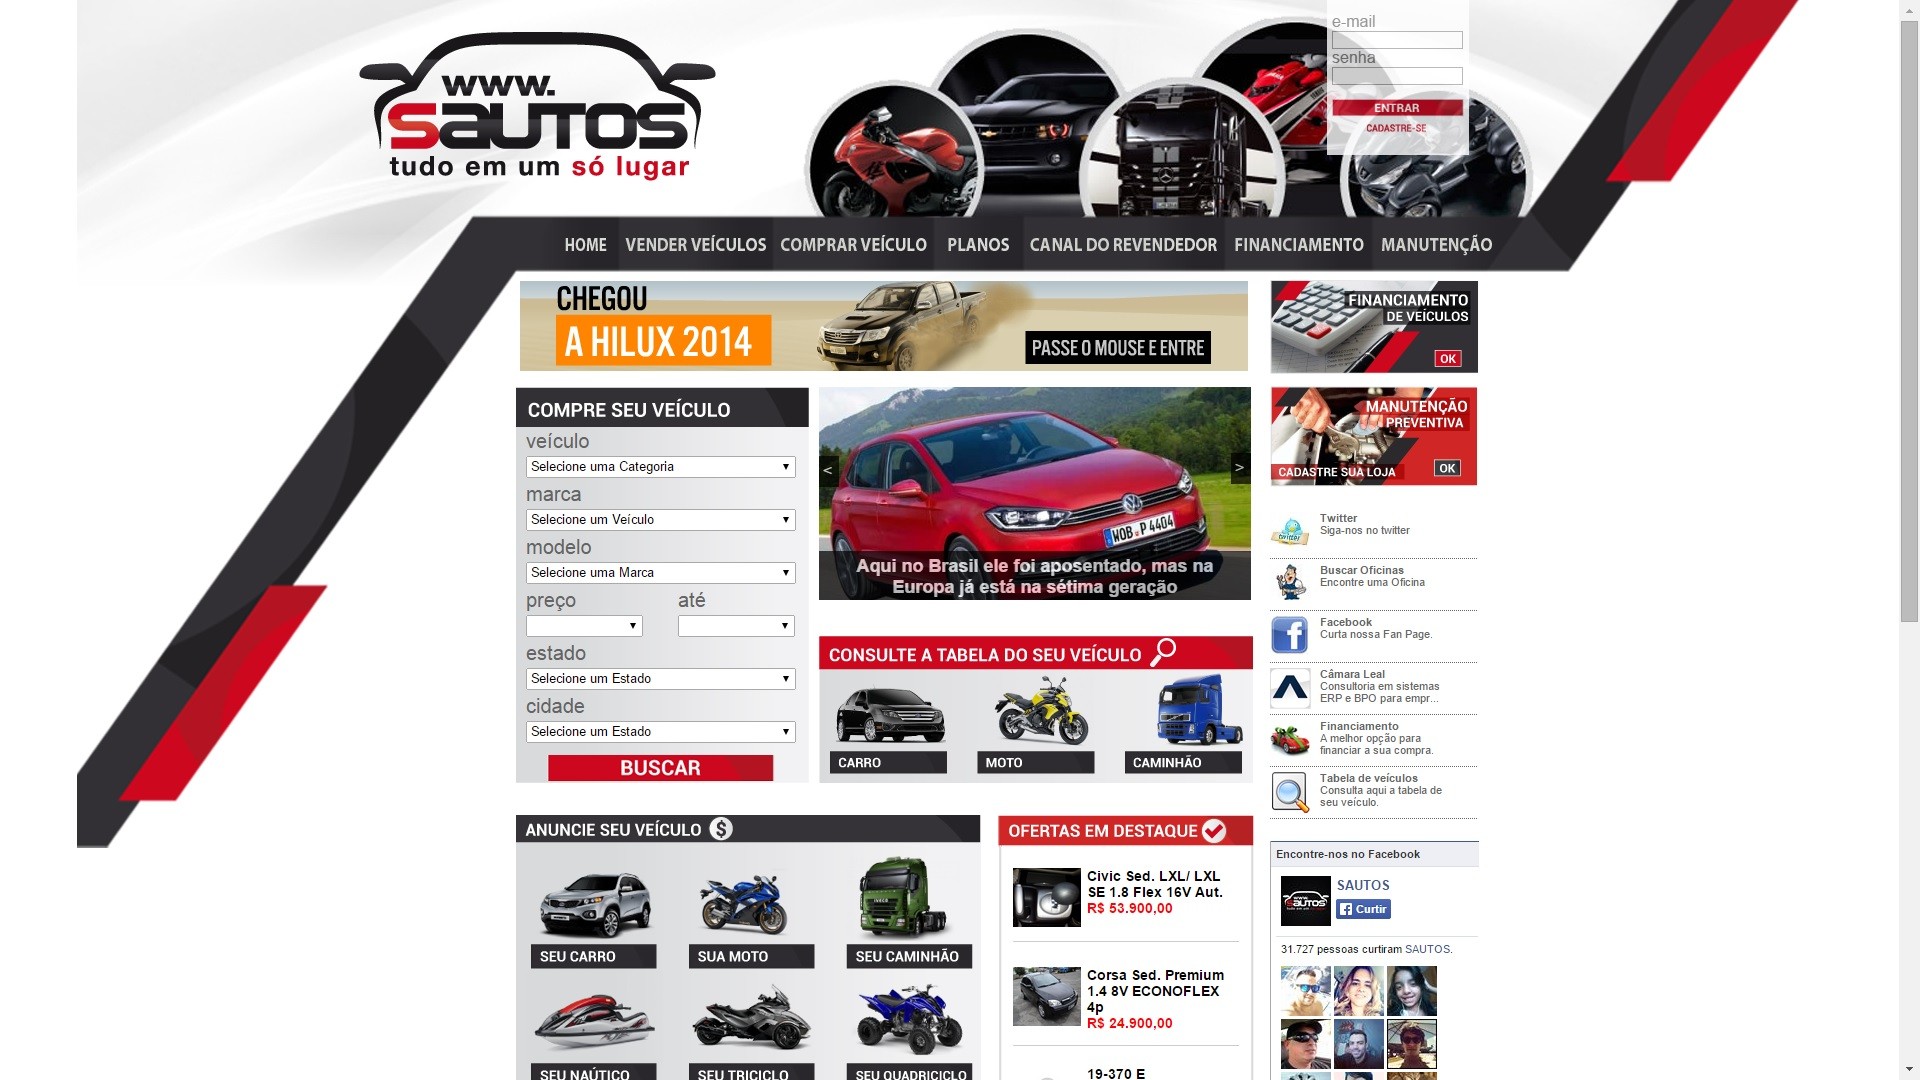 www.
SAUTOS
tudo em um só lugar
e-mail
senha
ENTRAR
CADASTRE-SE
HOME
VENDER VEÍCULOS
COMPRAR VEÍCULO
PLANOS
CANAL DO REVENDEDOR
FINANCIAMENTO
MANUTENÇÃO
CHEGOU
A HILUX 2014
PASSE O MOUSE E ENTRE
FINANCIAMENTO
DE VEÍCULOS
OK
COMPRE SEU VEÍCULO
veículo
Selecione uma Categoria
marca
Selecione um Veículo
modelo
Selecione uma Marca
preço
até
estado
Selecione um Estado
cidade
Selecione um Estado
BUSCAR
<
>
WOB P 4404
Aqui no Brasil ele foi aposentado, mas na
Europa já está na sétima geração
MANUTENÇÃO
PREVENTIVA
CADASTRE SUA LOJA
OK
CONSULTE A TABELA DO SEU VEÍCULO
CARRO
MOTO
CAMINHÃO
Twitter
Siga-nos no twitter
Buscar Oficinas
Encontre uma Oficina
Facebook
Curta nossa Fan Page.
Câmara Leal
Consultoria em sistemas
ERP e BPO para empr...
Financiamento
A melhor opção para
financiar a sua compra.
Tabela de veículos
Consulta aqui a tabela de
seu veículo.
ANUNCIE SEU VEÍCULO
SEU CARRO
SUA MOTO
SEU CAMINHÃO
SEU NAÚTICO
SEU TRICICLO
SEU QUADRICICLO
OFERTAS EM DESTAQUE
Civic Sed. LXL/ LXL
SE 1.8 Flex 16V Aut.
R$ 53.900,00
Corsa Sed. Premium
1.4 8V ECONOFLEX
4p
R$ 24.900,00
19-370 E
Encontre-nos no Facebook
SAUTOS
Curtir
31.727 pessoas curtiram SAUTOS.